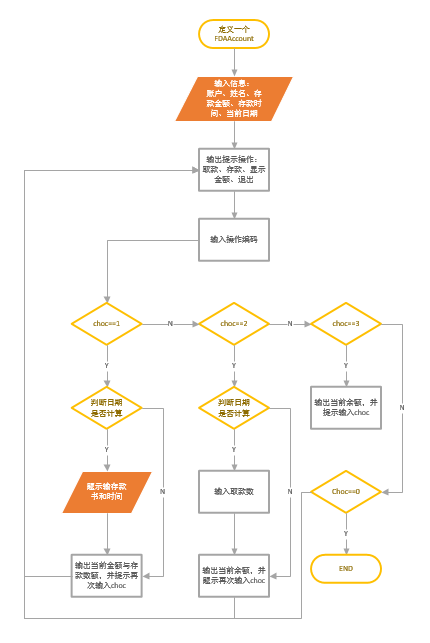 定义一个
FDAAccount
输入信息：
账户、姓名、存
款金额、存款时
间、当前日期
输出提示操作：
取款、存款、显示
金额、退出
输入操作编码
choc==1
N
choc==2
N
choc==3
Y
Y
Y
判断日期
是否计算
判断日期
是否计算
输出当前余额，并
提示输入choc
N
Y
Y
提示输存款
书和时间
N
输入取款数
N
Choc==0
Y
输出当前金额与存
款数额，并提示再
次输入choc
输出当前余额，并
提示再次输入choc
END